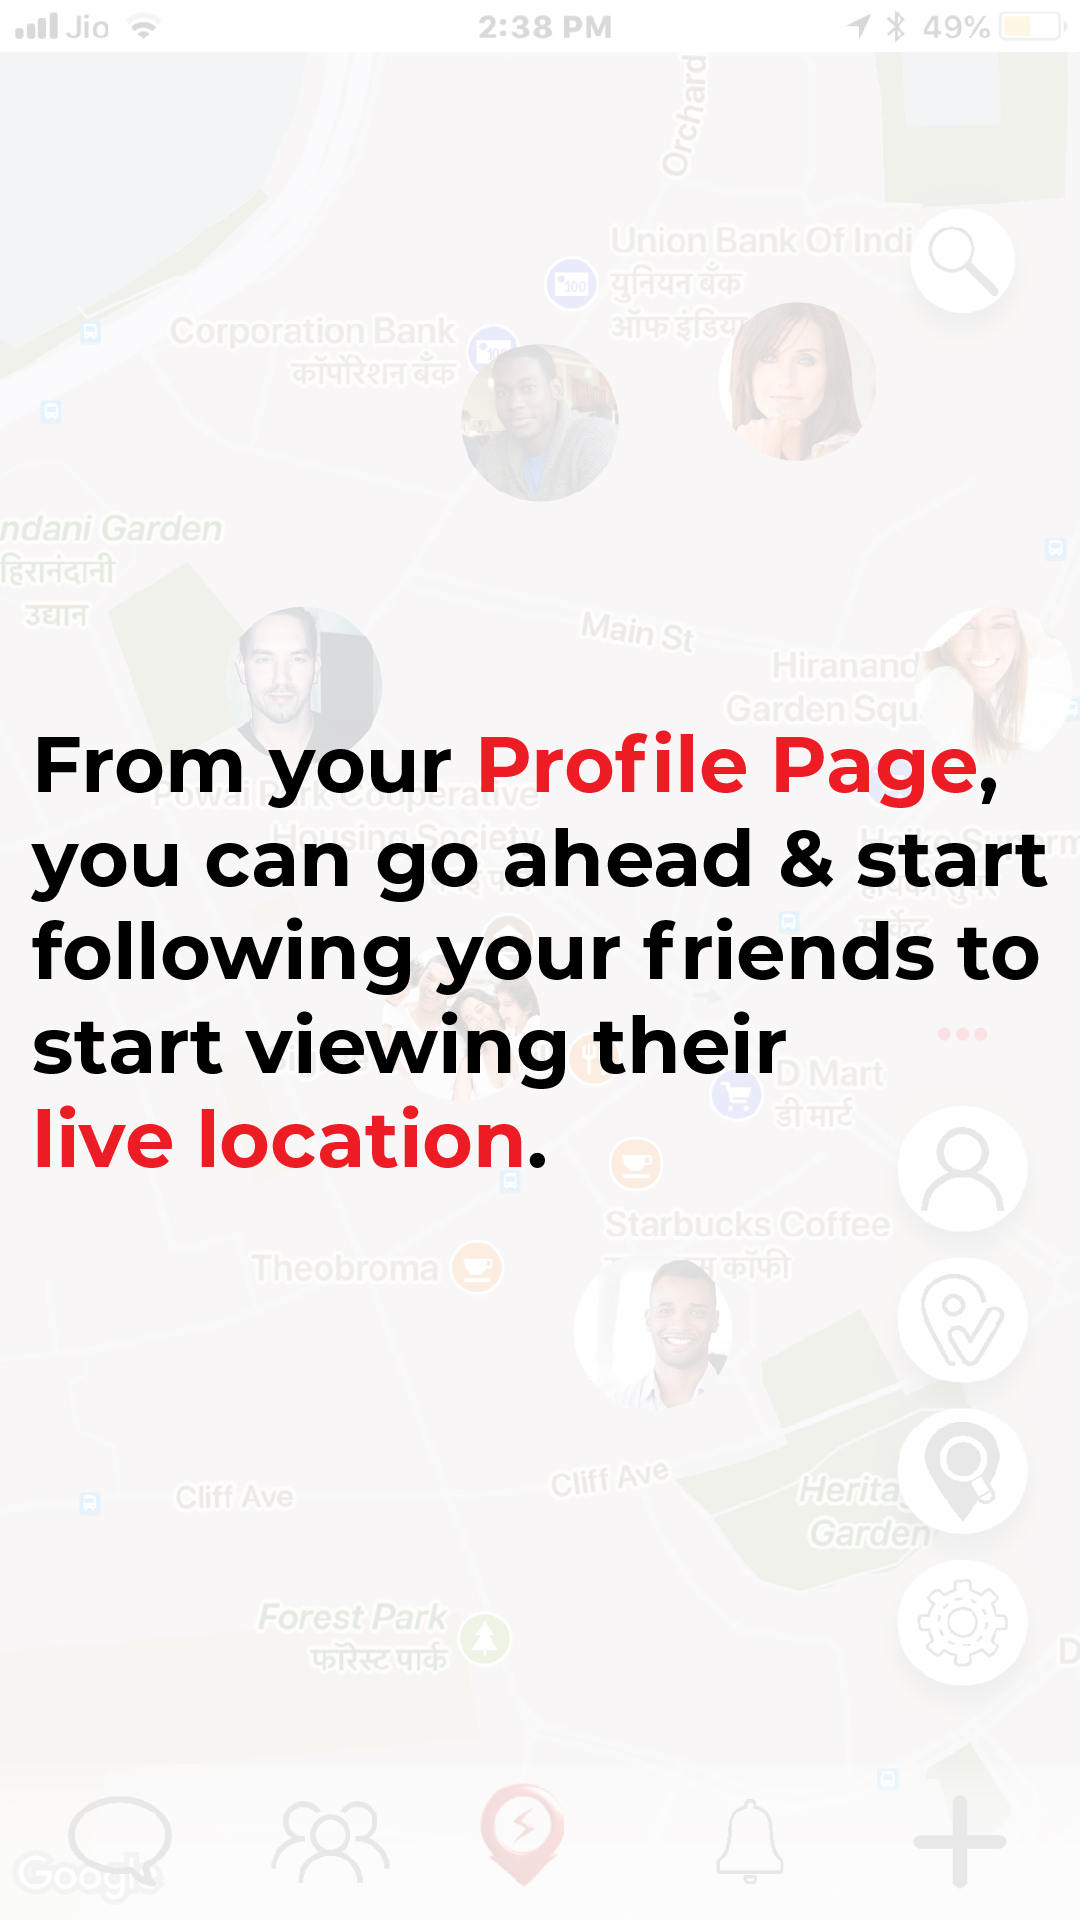 Jio 2:38 PM 49%
Orchard
Union Bank Of Indi
युनियन बँक
ऑफ इंडिया
Corporation Bank
कॉर्पोरेशन बँक
100
ndani Garden
हिरानंदानी
उद्यान
Main St
Hiranand
Garden Squ
From your Profile Page,
Powai Park Cooperative
Housing Society
you can go ahead & start
following your friends to
start viewing their
live location.
D Mart
डी मार्ट
Starbucks Coffee
कॉफी
Theobroma
Cliff Ave
Cliff Ave
Herita
Garden
Forest Park
फॉरेस्ट पार्क
D
Google